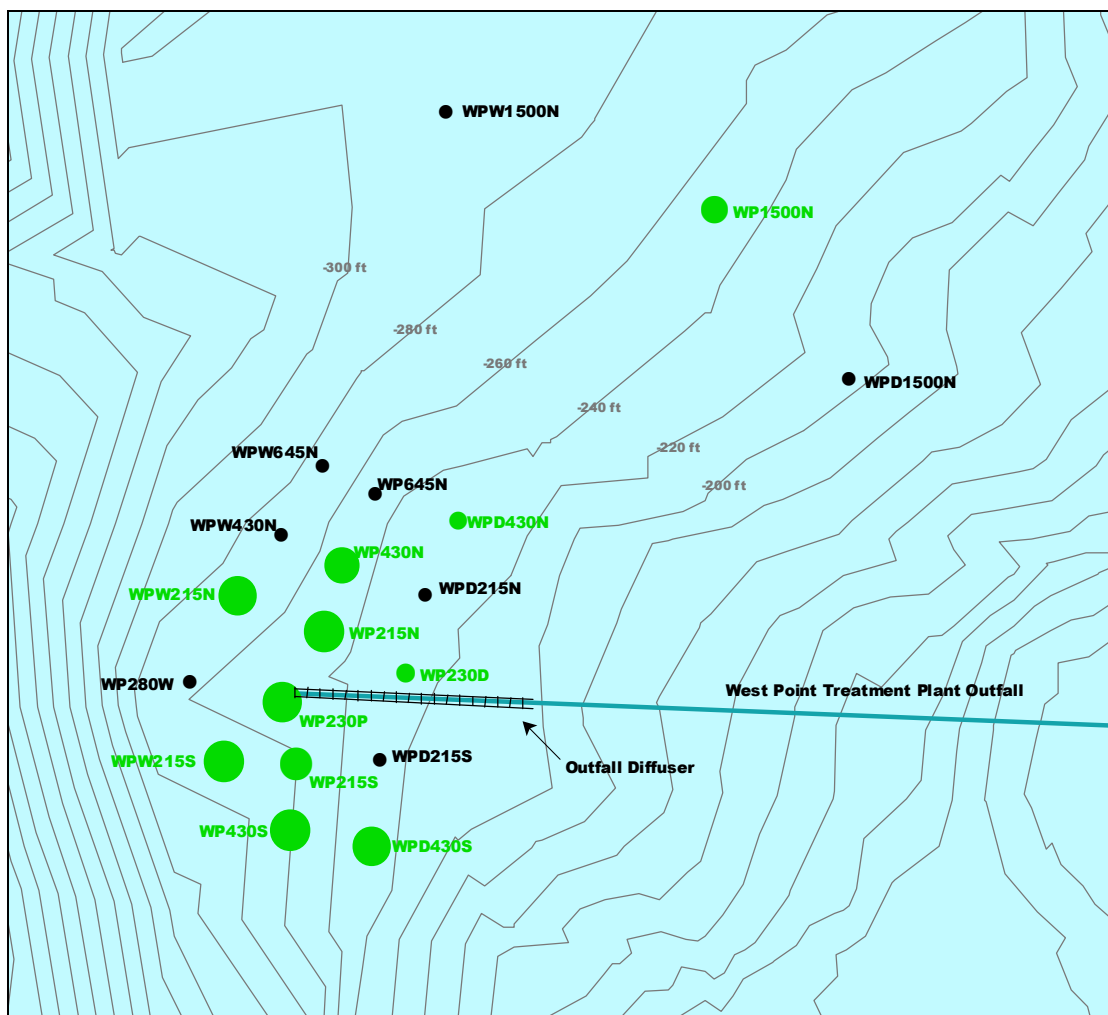 WPW1500N
WP1500N
-300 ft
-280 ft
-260 ft
WPD1500N
-240 ft
-220 ft
WPW645N
WP645N
-200 ft
WPW430N
WPD430N
WP430N
WPW215N
WPD215N
WP215N
WP230D
WP280W
West Point Treatment Plant Outfall
WP230P
WPW215S
WPD215S
Outfall Diffuser
WP215S
WP430S
WPD430S